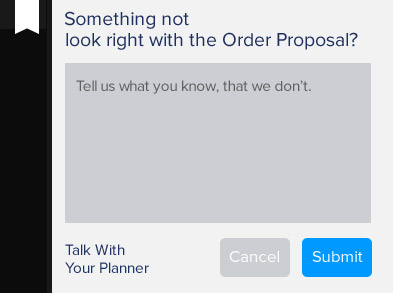 Something not
look right with the Order Proposal?
Tell us what you know, that we don't.
Talk With
Your Planner
Cancel
Submit